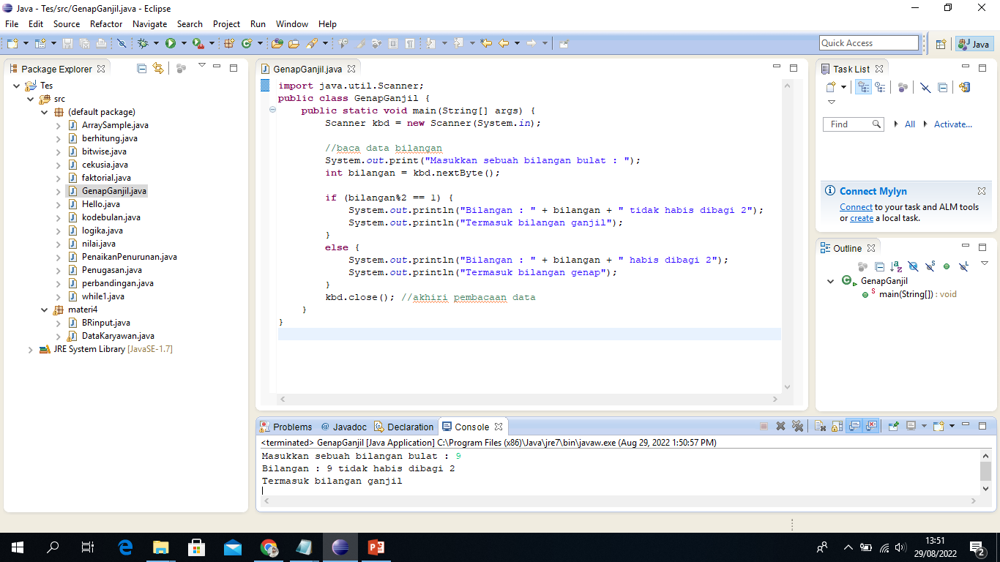 Java - Tes/src/GenapGanjil.java - Eclipse
File Edit Source Refactor Navigate Search Project Run Window Help
Quick Access
Java
Package Explorer
Tes
src
(default package)
ArraySample.java
berhitung.java
bitwise.java
cekusia.java
faktorial.java
GenapGanjil.java
Hello.java
kodebulan.java
logika.java
nilai.java
PenaikanPenurunan.java
Penugasan.java
perbandingan.java
while1.java
materi4
BRinput.java
DataKaryawan.java
JRE System Library [JavaSE-1.7]
GenapGanjil.java
import java.util.Scanner;
public class GenapGanjil {
public static void main(String[] args) {
Scanner kbd = new Scanner(System.in);
//baca data bilangan
System.out.print("Masukkan sebuah bilangan bulat : ");
int bilangan = kbd.nextByte();
if (bilangan%2 == 1) {
System.out.println("Bilangan : " + bilangan + " tidak habis dibagi 2");
System.out.println("Termasuk bilangan ganjil");
}
else {
System.out.println("Bilangan : " + bilangan + " habis dibagi 2");
System.out.println("Termasuk bilangan genap");
}
kbd.close(); //akhiri pembacaan data
}
}
Task List
Find All Activate...
Connect Mylyn
Connect to your task and ALM tools
or create a local task.
Outline
GenapGanjil
main(String[]) : void
Problems Javadoc Declaration Console
<terminated> GenapGanjil [Java Application] C:\Program Files (x86)\Java\jre7\bin\javaw.exe (Aug 29, 2022 1:50:57 PM)
Masukkan sebuah bilangan bulat : 9
Bilangan : 9 tidak habis dibagi 2
Termasuk bilangan ganjil
13:51
29/08/2022
2